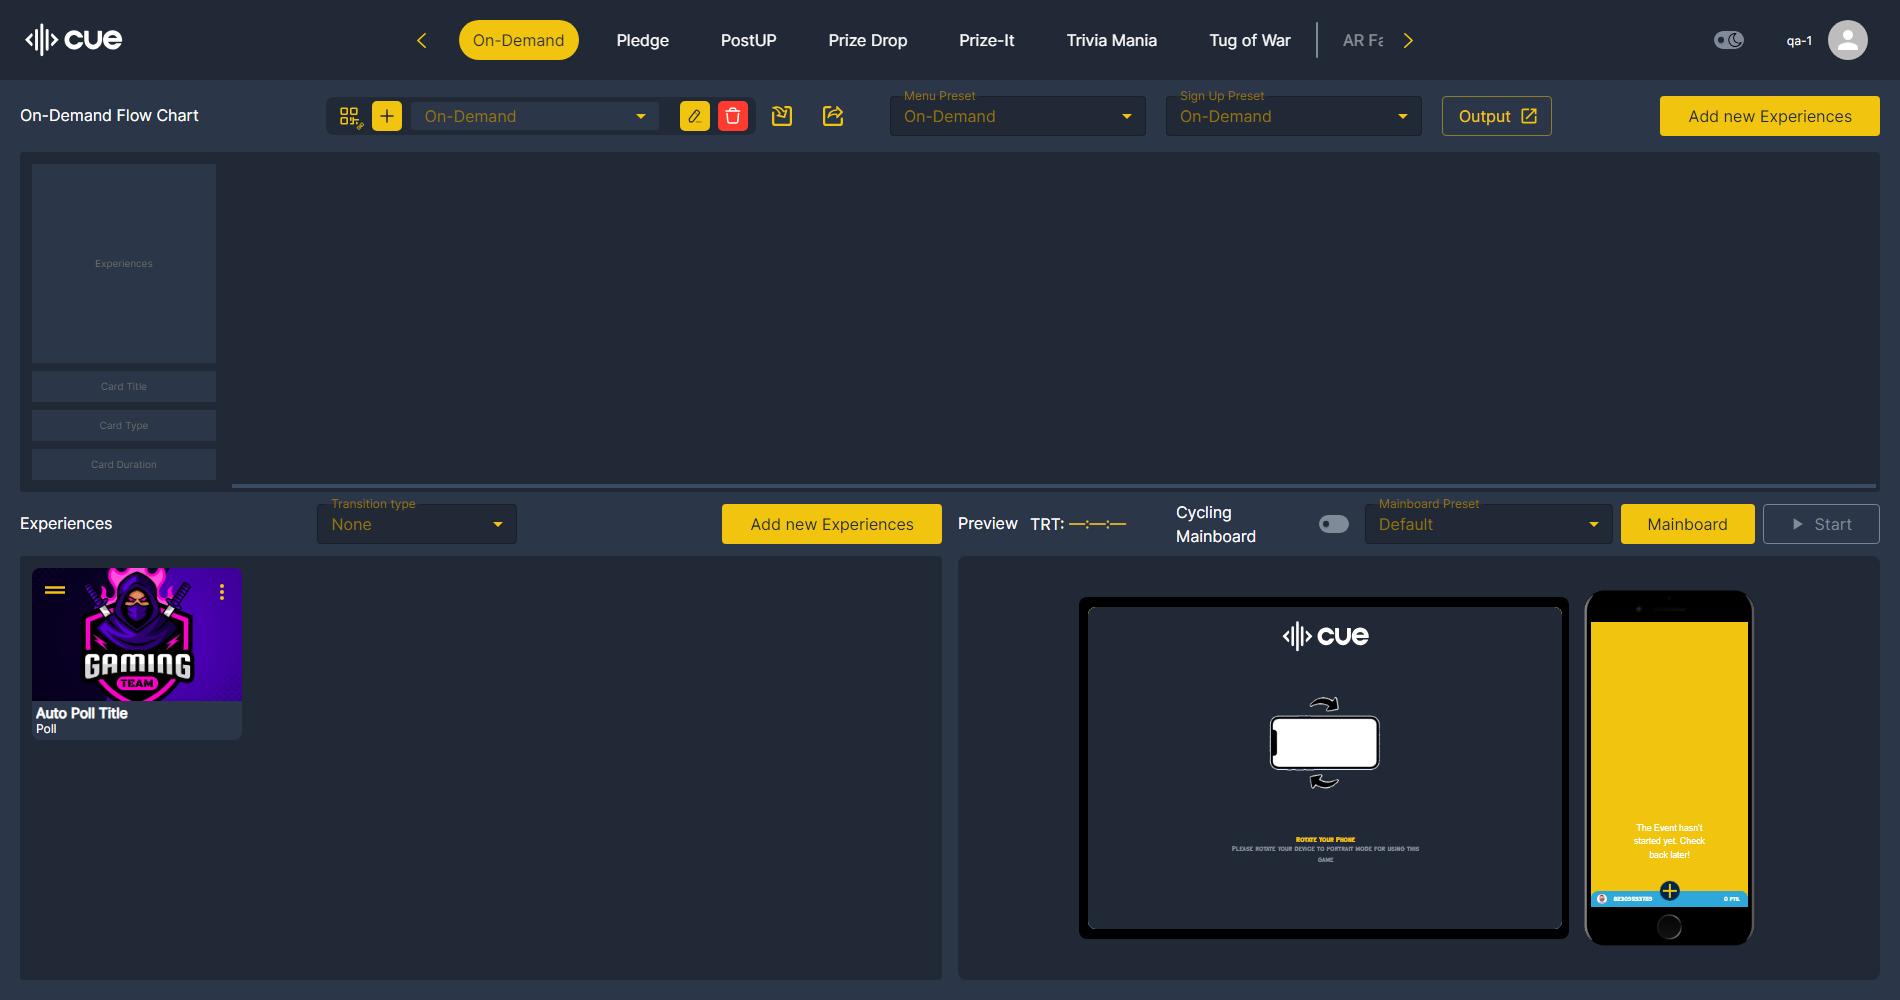 cue
On-Demand
Pledge
PostUP
Prize Drop
Prize-It
Trivia Mania
Tug of War
AR Fa
qa-1
On-Demand Flow Chart
On-Demand
Menu Preset
On-Demand
Sign Up Preset
On-Demand
Output
Add new Experiences
Experiences
Card Title
Card Type
Card Duration
Experiences
Transition type
None
Add new Experiences
Preview
TRT: —:—:—
Cycling
Mainboard
Mainboard Preset
Default
Mainboard
Start
GAMING
TEAM
Auto Poll Title
Poll
cue
Rotate Your Phone
Please rotate your device to portrait mode for using this
game
The Event hasn't
started yet. Check
back later!
0 PTS.